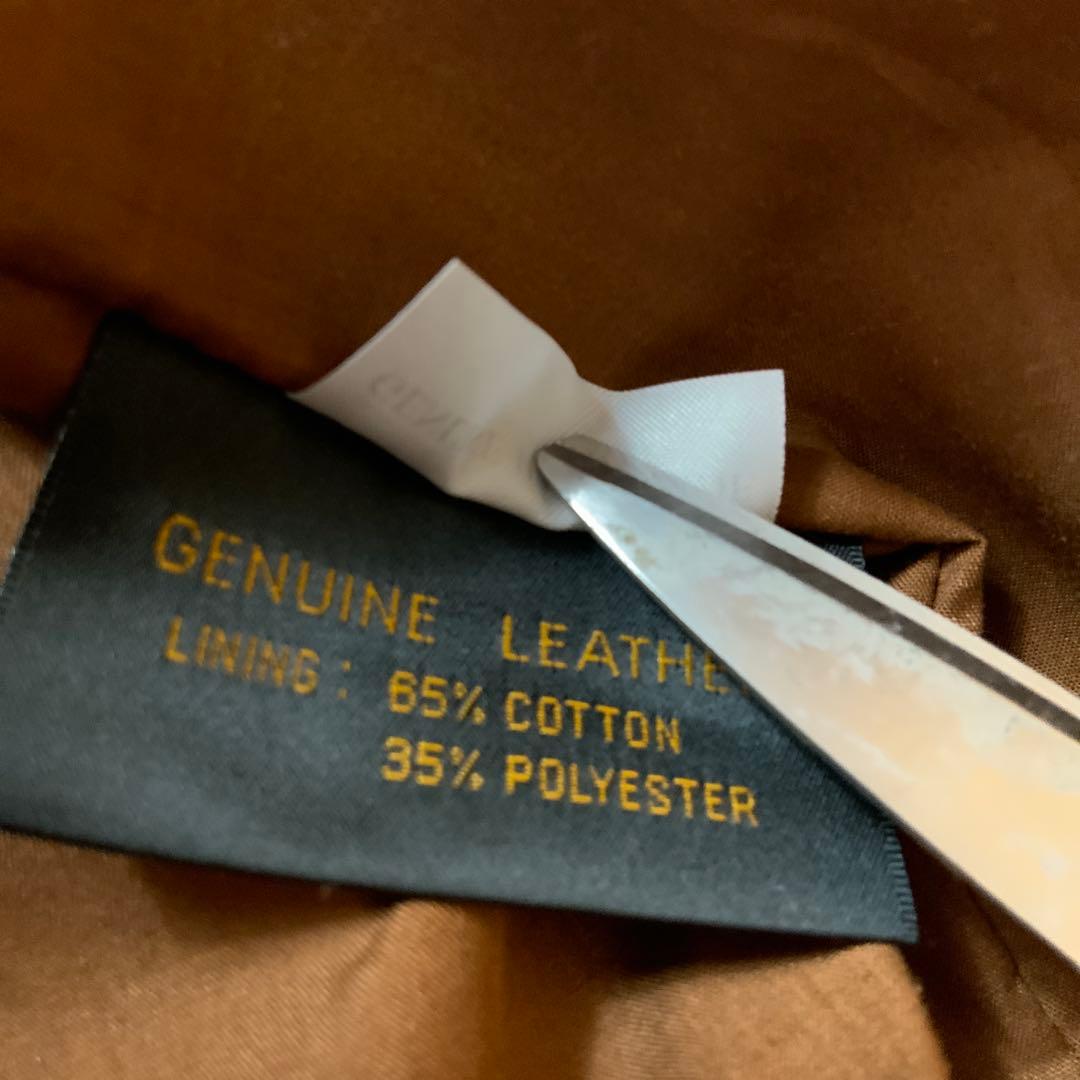 GENUINE LEATHE
LINING : 65% COTTON
35% POLYESTER